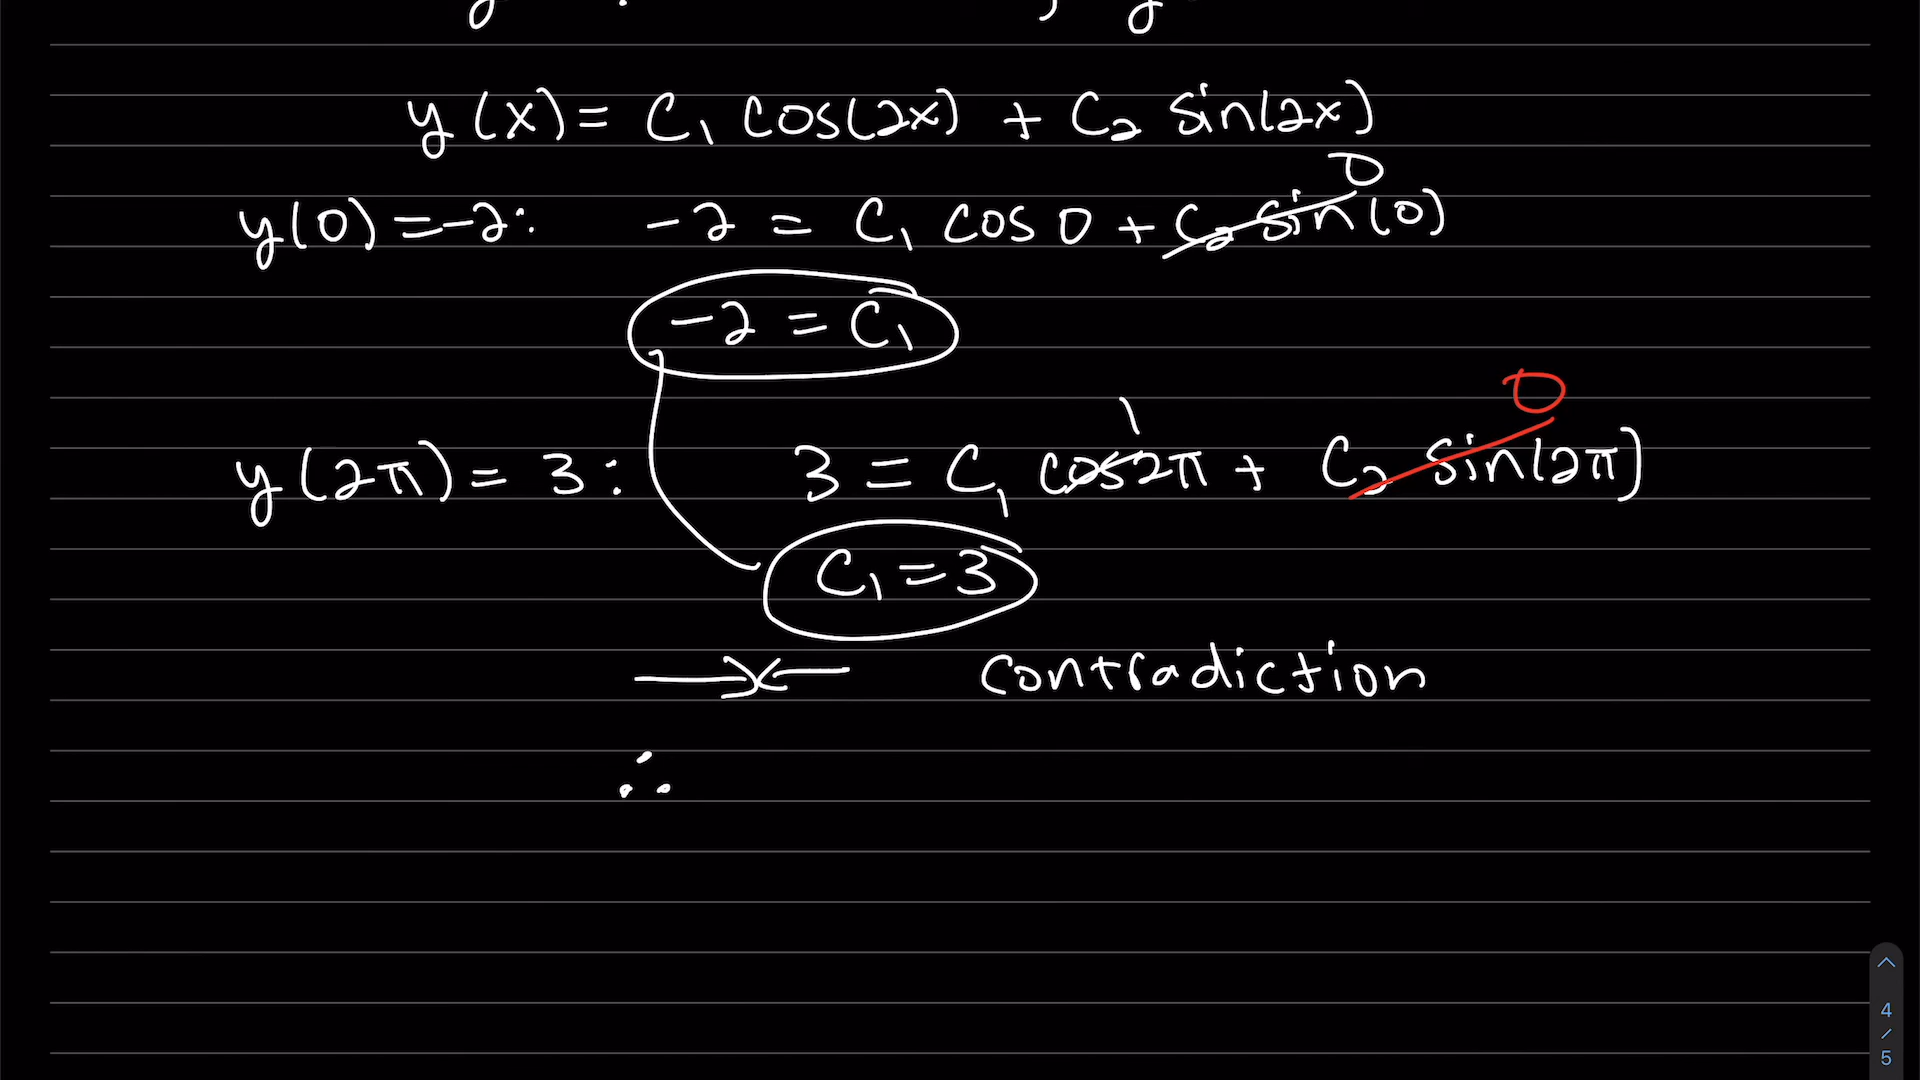 y(x) = C₁ cos(2x) + C₂ sin(2x)
0
y(0) = -2: -2 = C₁ cos 0 + C₂ sin(0)
-2 = C₁
1 0
y(2π) = 3: 3 = C₁ cos 2π + C₂ sin(2π)
C₁ = 3
→← contradiction
∴
4
/
5